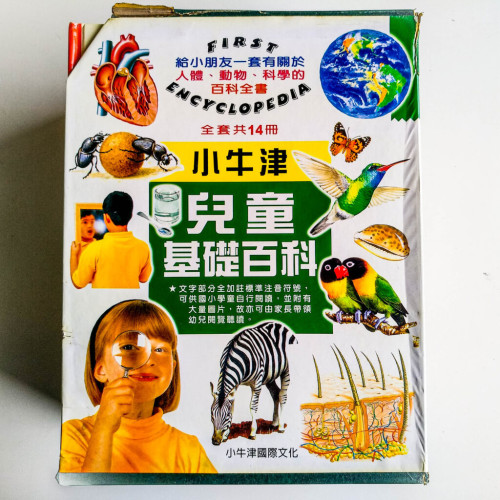 FIRST
給小朋友一套有關於
人體、動物、科學的
百科全書
ENCYCLOPEDIA
全套共14冊
小牛津
兒童
基礎百科
★文字部分全加註標準注音符號，
可供國小學童自行閱讀，並附有
大量圖片，故亦可由家長帶領
幼兒閱覽聽讀。
小牛津國際文化